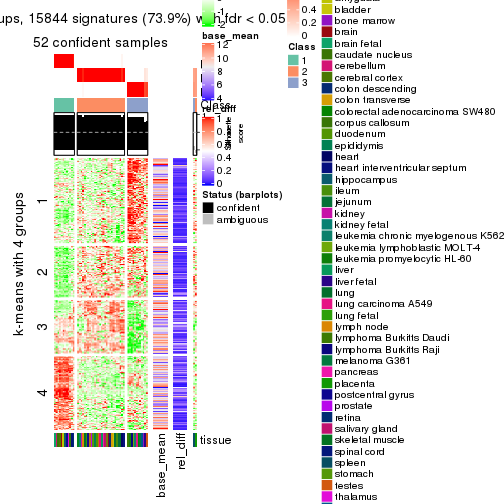 ups, 15844 signatures (73.9%) with fdr < 0.05
52 confident samples
k-means with 4 groups
1
2
3
4
base_mean
rel_diff
tissue
-2
base_mean
12
10
8
6
4
rel_diff
1
0.8
0.6
0.4
0.2
0
Status (barplots)
confident
ambiguous
Class
Silhouette
score
0.4
0.2
0
Class
1
2
3
bladder
bone marrow
brain
brain fetal
caudate nucleus
cerebellum
cerebral cortex
colon descending
colon transverse
colorectal adenocarcinoma SW480
corpus callosum
duodenum
epididymis
heart
heart interventricular septum
hippocampus
ileum
jejunum
kidney
kidney fetal
leukemia chronic myelogenous K562
leukemia lymphoblastic MOLT-4
leukemia promyelocytic HL-60
liver
liver fetal
lung
lung carcinoma A549
lung fetal
lymph node
lymphoma Burkitts Daudi
lymphoma Burkitts Raji
melanoma G361
pancreas
placenta
postcentral gyrus
prostate
retina
salivary gland
skeletal muscle
spinal cord
spleen
stomach
testes
thalamus